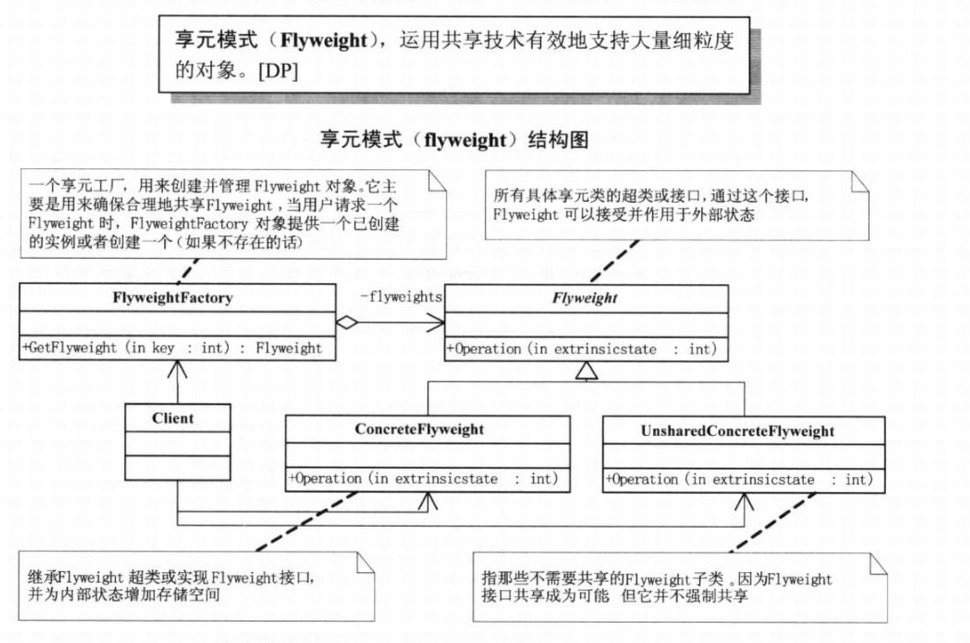 享元模式（Flyweight），运用共享技术有效地支持大量细粒度
的对象。[DP]
享元模式（flyweight）结构图
一个享元工厂，用来创建并管理 Flyweight 对象。它主
要是用来确保合理地共享Flyweight，当用户请求一个
Flyweight 时，FlyweightFactory 对象提供一个已创建
的实例或者创建一个（如果不存在的话）
所有具体享元类的超类或接口，通过这个接口，
Flyweight 可以接受并作用于外部状态
FlyweightFactory
+GetFlyweight (in key : int) : Flyweight
-flyweights
Flyweight
+Operation (in extrinsicstate : int)
Client
ConcreteFlyweight
+Operation (in extrinsicstate : int)
UnsharedConcreteFlyweight
+Operation (in extrinsicstate : int)
继承Flyweight 超类或实现 Flyweight接口，
并为内部状态增加存储空间
指那些不需要共享的Flyweight子类。因为Flyweight
接口共享成为可能 但它并不强制共享